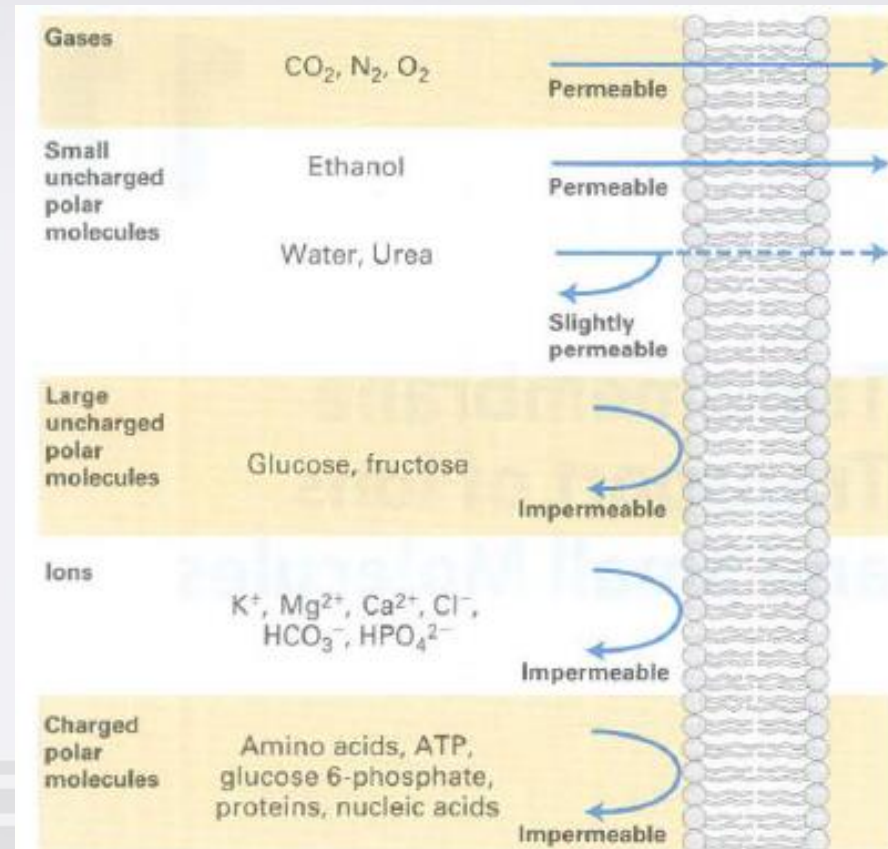 Gases
CO₂, N₂, O₂
Permeable
Small
uncharged
polar
molecules
Ethanol
Permeable
Water, Urea
Slightly
permeable
Large
uncharged
polar
molecules
Glucose, fructose
Impermeable
Ions
K⁺, Mg²⁺, Ca²⁺, Cl⁻,
HCO₃⁻, HPO₄²⁻
Impermeable
Charged
polar
molecules
Amino acids, ATP,
glucose 6-phosphate,
proteins, nucleic acids
Impermeable